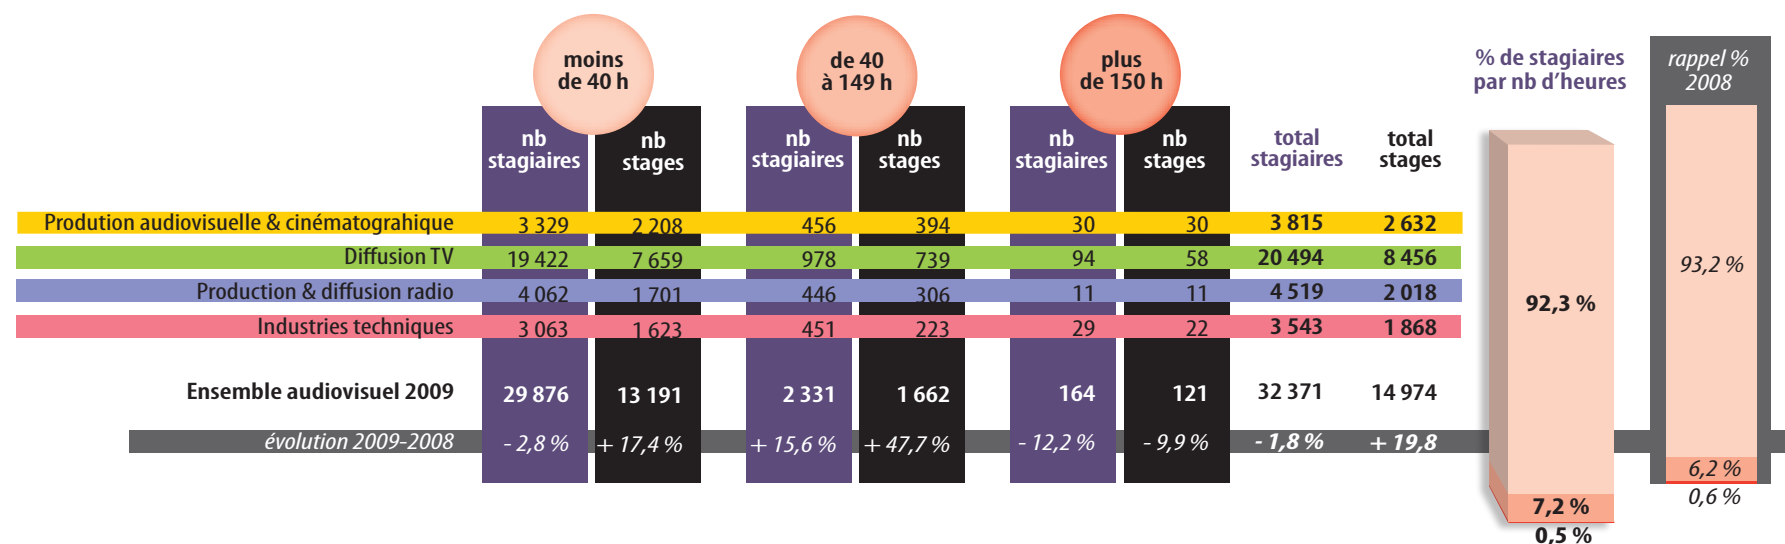 moins
de 40 h
de 40
à 149 h
plus
de 150 h
% de stagiaires
par nb d'heures
rappel %
2008
nb
stagiaires
nb
stages
nb
stagiaires
nb
stages
nb
stagiaires
nb
stages
total
stagiaires
total
stages
Prodution audiovisuelle & cinématograhique 3 329 2 208 456 394 30 30 3 815 2 632
Diffusion TV 19 422 7 659 978 739 94 58 20 494 8 456
Production & diffusion radio 4 062 1 701 446 306 11 11 4 519 2 018
Industries techniques 3 063 1 623 451 223 29 22 3 543 1 868
Ensemble audiovisuel 2009 29 876 13 191 2 331 1 662 164 121 32 371 14 974
évolution 2009-2008 - 2,8 % + 17,4 % + 15,6 % + 47,7 % - 12,2 % - 9,9 % - 1,8 % + 19,8
92,3 %
7,2 %
0,5 %
93,2 %
6,2 %
0,6 %